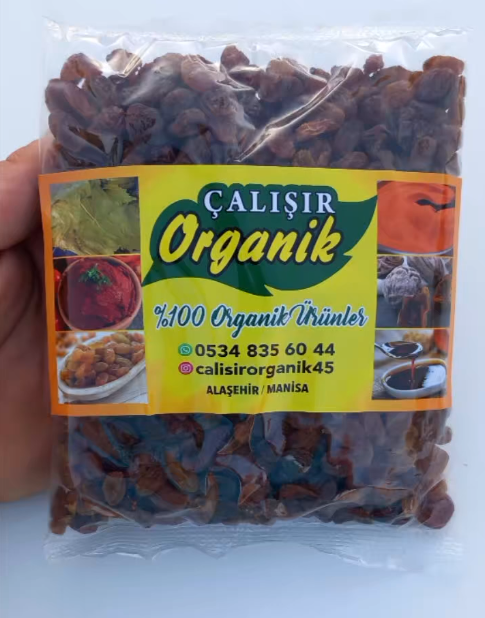 ÇALIŞIR
Organik
%100 Organik Ürünler
0534 835 60 44
calisirorganik45
ALAŞEHİR / MANİSA